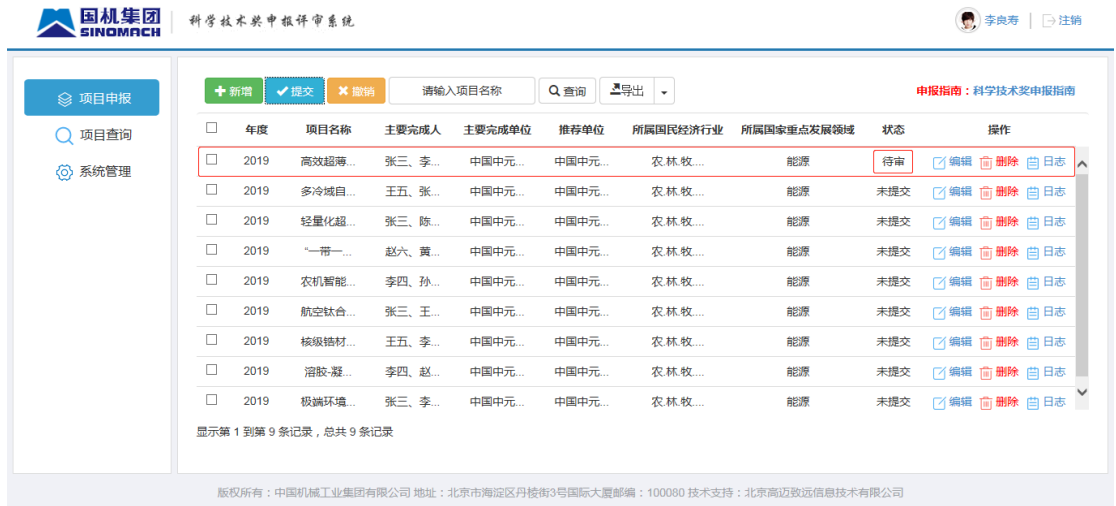 国机集团 SINOMACH 科学技术奖申报评审系统 李良寿 注销
项目申报
项目查询
系统管理
新增 提交 撤销 请输入项目名称 查询 导出 申报指南：科学技术奖申报指南
年度 项目名称 主要完成人 主要完成单位 推荐单位 所属国民经济行业 所属国家重点发展领域 状态 操作
2019 高效超薄... 张三、李... 中国中元... 中国中元... 农.林.牧.... 能源 待审 编辑 删除 日志
2019 多冷域自... 王五、张... 中国中元... 中国中元... 农.林.牧.... 能源 未提交 编辑 删除 日志
2019 轻量化超... 张三、陈... 中国中元... 中国中元... 农.林.牧.... 能源 未提交 编辑 删除 日志
2019 “一带一... 赵六、黄... 中国中元... 中国中元... 农.林.牧.... 能源 未提交 编辑 删除 日志
2019 农机智能... 李四、孙... 中国中元... 中国中元... 农.林.牧.... 能源 未提交 编辑 删除 日志
2019 航空钛合... 张三、王... 中国中元... 中国中元... 农.林.牧.... 能源 未提交 编辑 删除 日志
2019 核级锆材... 王五、李... 中国中元... 中国中元... 农.林.牧.... 能源 未提交 编辑 删除 日志
2019 溶胶-凝... 李四、赵... 中国中元... 中国中元... 农.林.牧.... 能源 未提交 编辑 删除 日志
2019 极端环境... 张三、李... 中国中元... 中国中元... 农.林.牧.... 能源 未提交 编辑 删除 日志
显示第 1 到第 9 条记录，总共 9 条记录
版权所有：中国机械工业集团有限公司 地址：北京市海淀区丹棱街3号国际大厦邮编：100080 技术支持：北京高迈致远信息技术有限公司